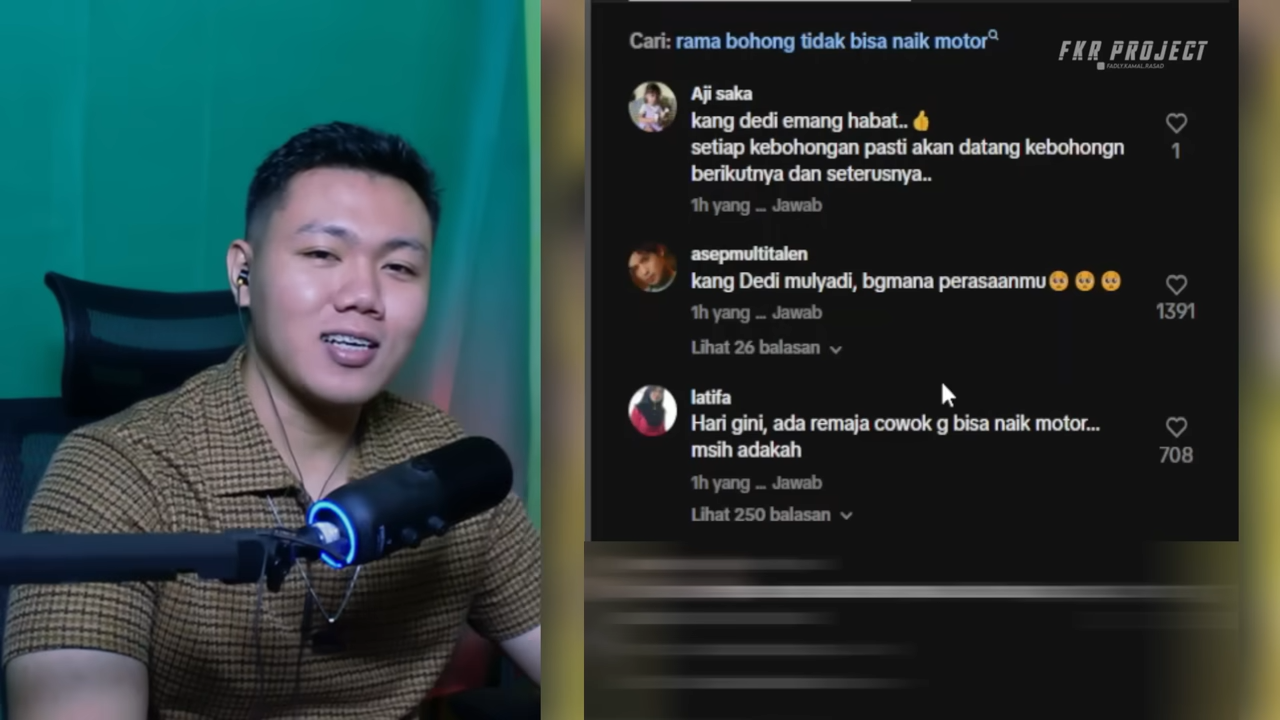 Cari: rama bohong tidak bisa naik motor
FKR PROJECT
FADLY.KAMAL.RASAD
Aji saka
kang dedi emang habat..👍
setiap kebohongan pasti akan datang kebohongn
berikutnya dan seterusnya..
1
1h yang ... Jawab
asepmultitalen
kang Dedi mulyadi, bgmana perasaanmu🥺🥺🥺
1391
1h yang ... Jawab
Lihat 26 balasan
latifa
Hari gini, ada remaja cowok g bisa naik motor...
msih adakah
708
1h yang ... Jawab
Lihat 250 balasan